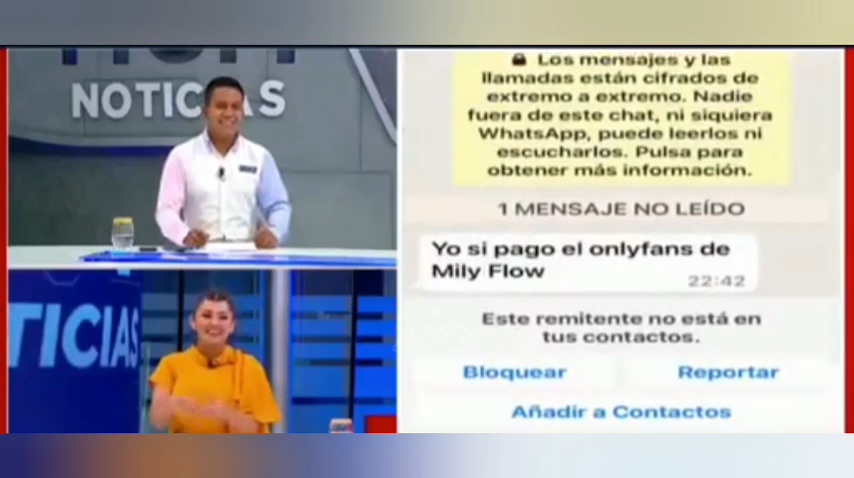 NOTICIAS
TICIAS
Los mensajes y las
llamadas están cifrados de
extremo a extremo. Nadie
fuera de este chat, ni siquiera
WhatsApp, puede leerlos ni
escucharlos. Pulsa para
obtener más información.
1 MENSAJE NO LEÍDO
Yo si pago el onlyfans de
Mily Flow
22:42
Este remitente no está en
tus contactos.
Bloquear
Reportar
Añadir a Contactos